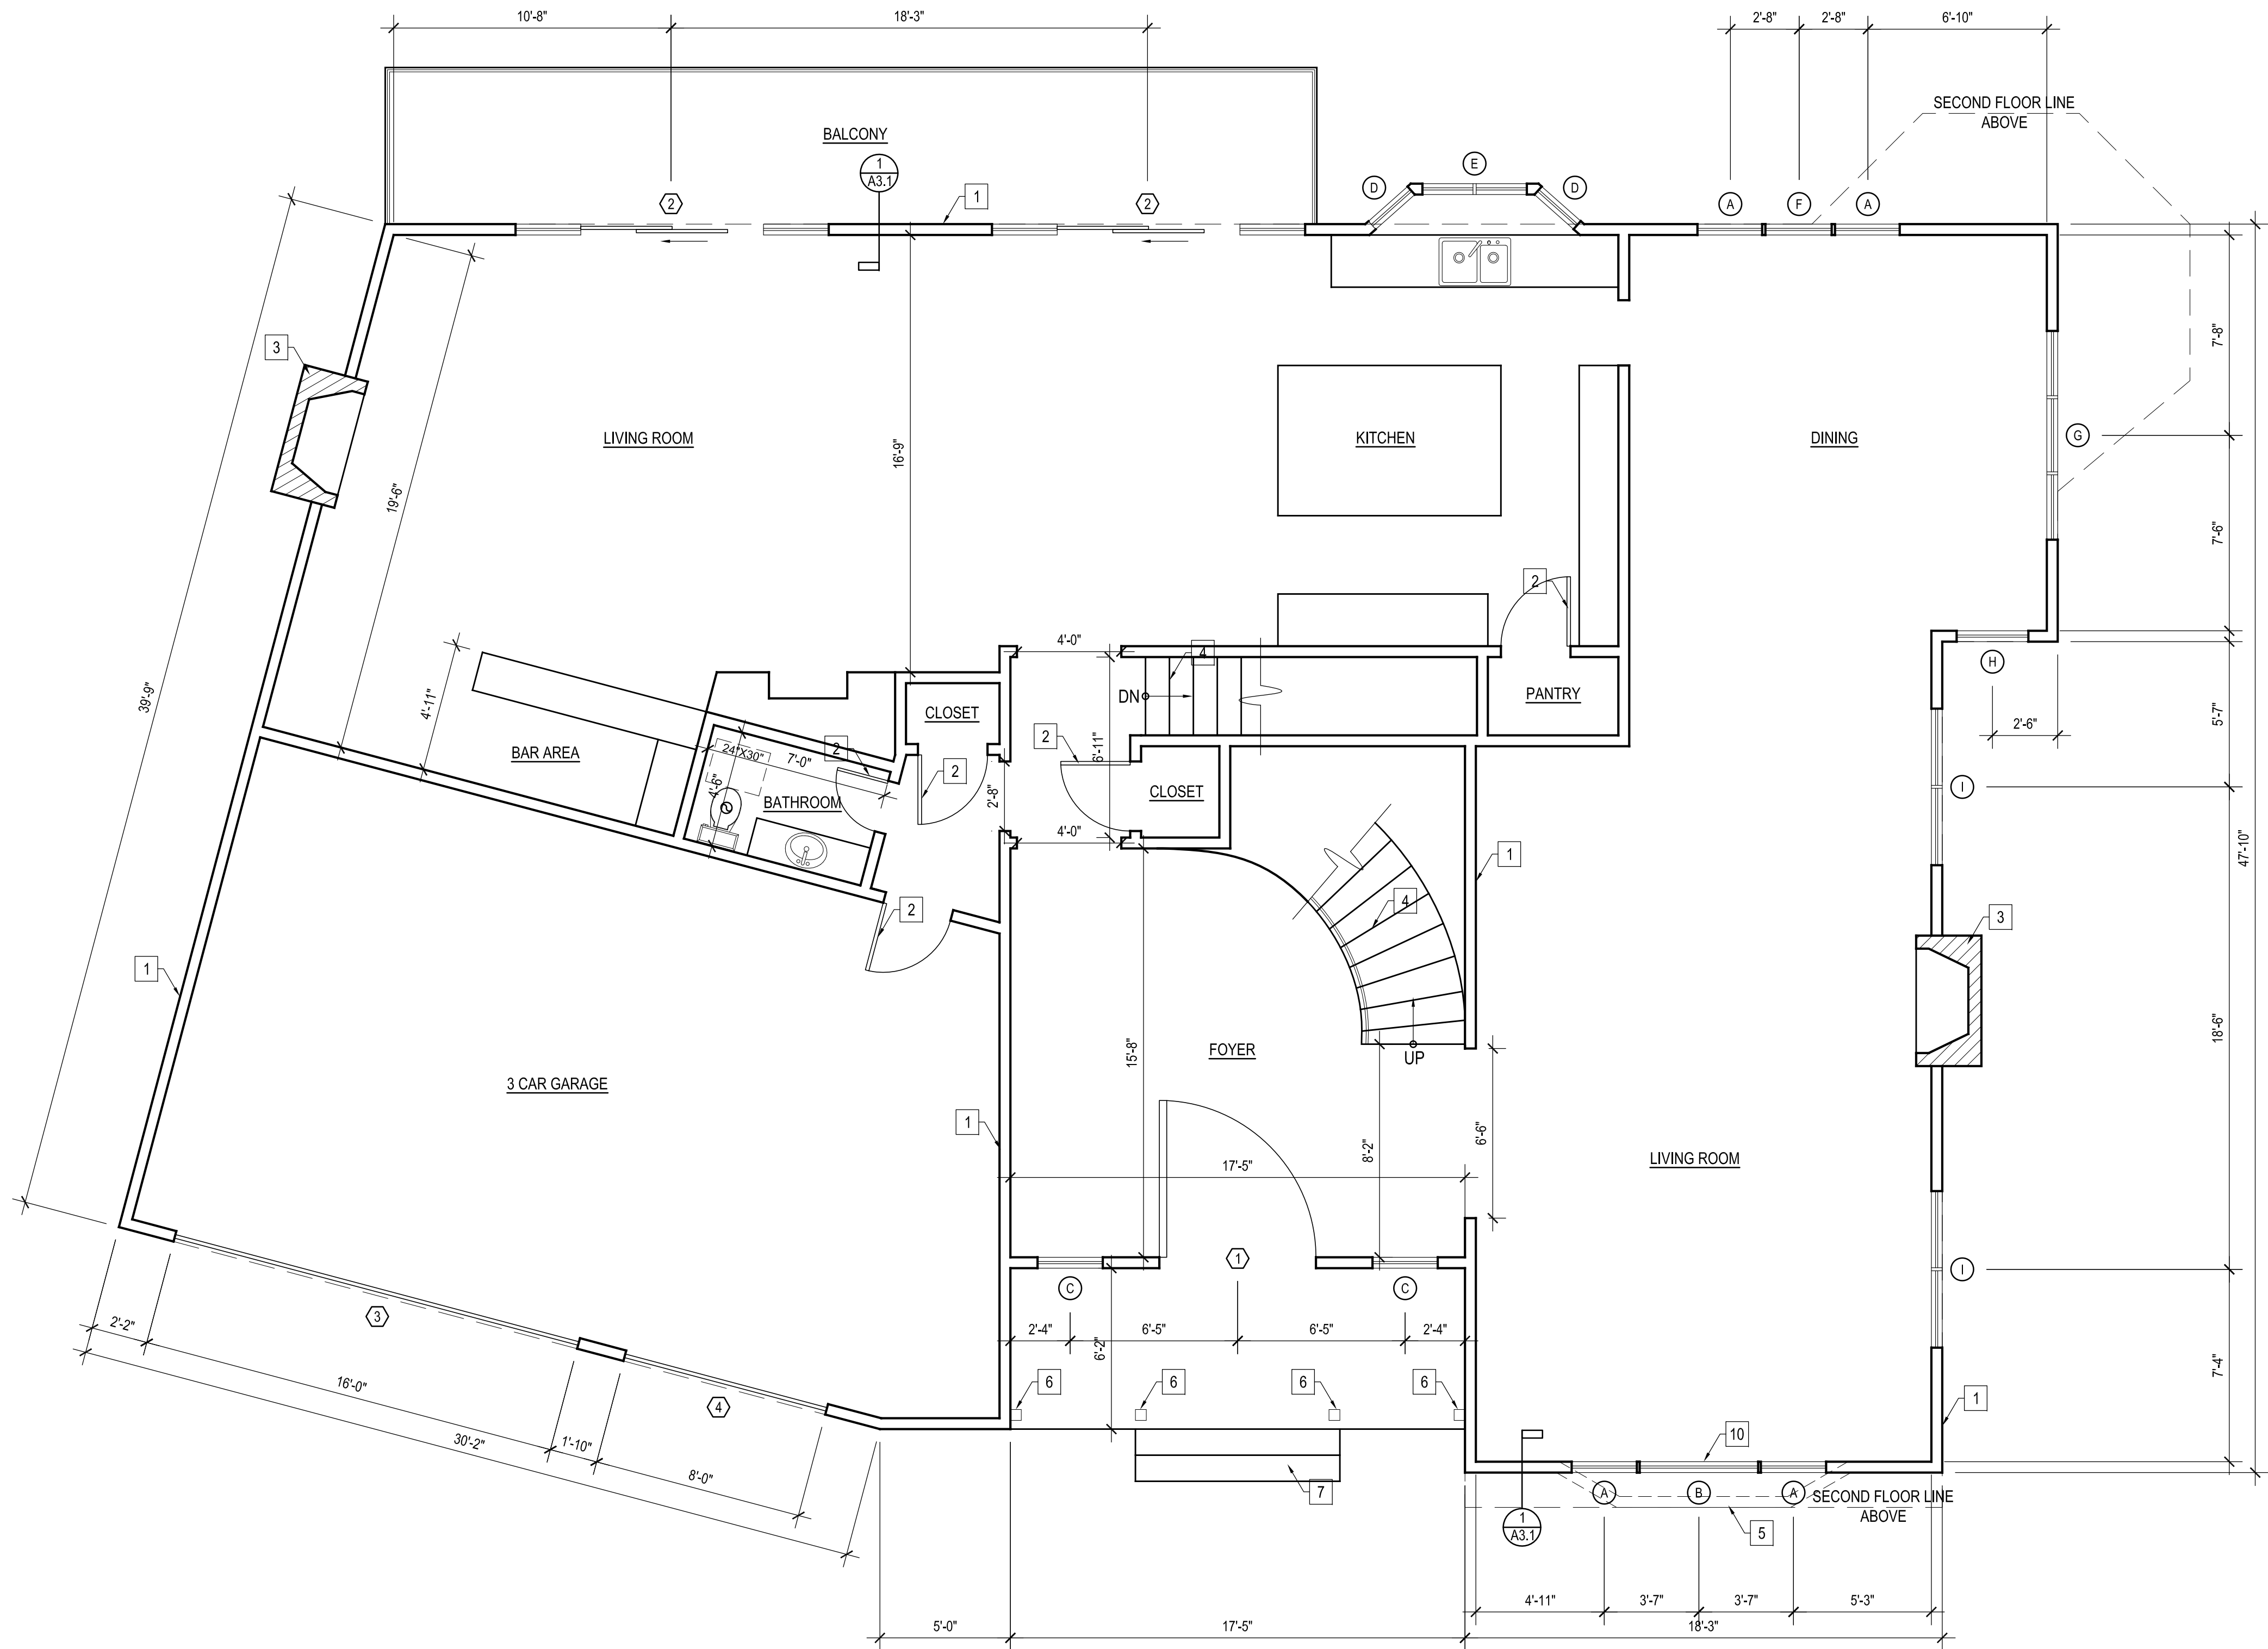 10'-8"
18'-3"
2'-8"
2'-8"
6'-10"
SECOND FLOOR LINE
ABOVE
BALCONY
1
A3.1
1
2
2
D
E
D
A
F
A
3
LIVING ROOM
KITCHEN
DINING
G
7'-8"
7'-6"
16'-9"
19'-6"
39'-9"
4'-11"
2
4'-0"
4
DN
PANTRY
CLOSET
2
6'-11"
BAR AREA
24"X30"
7'-0"
2
2
4'-6"
BATHROOM
2'-8"
CLOSET
4'-0"
H
2'-6"
5'-7"
I
47'-10"
1
4
2
3
1
UP
FOYER
15'-8"
3 CAR GARAGE
1
8'-2"
6'-6"
17'-5"
LIVING ROOM
18'-6"
I
1
C
C
2'-4"
6'-5"
6'-5"
2'-4"
6'-2"
3
2'-2"
16'-0"
4
6
6
6
6
7'-4"
1
30'-2"
1'-10"
8'-0"
10
7
A
B
A
SECOND FLOOR LINE
ABOVE
1
A3.1
5
4'-11"
3'-7"
3'-7"
5'-3"
5'-0"
17'-5"
18'-3"